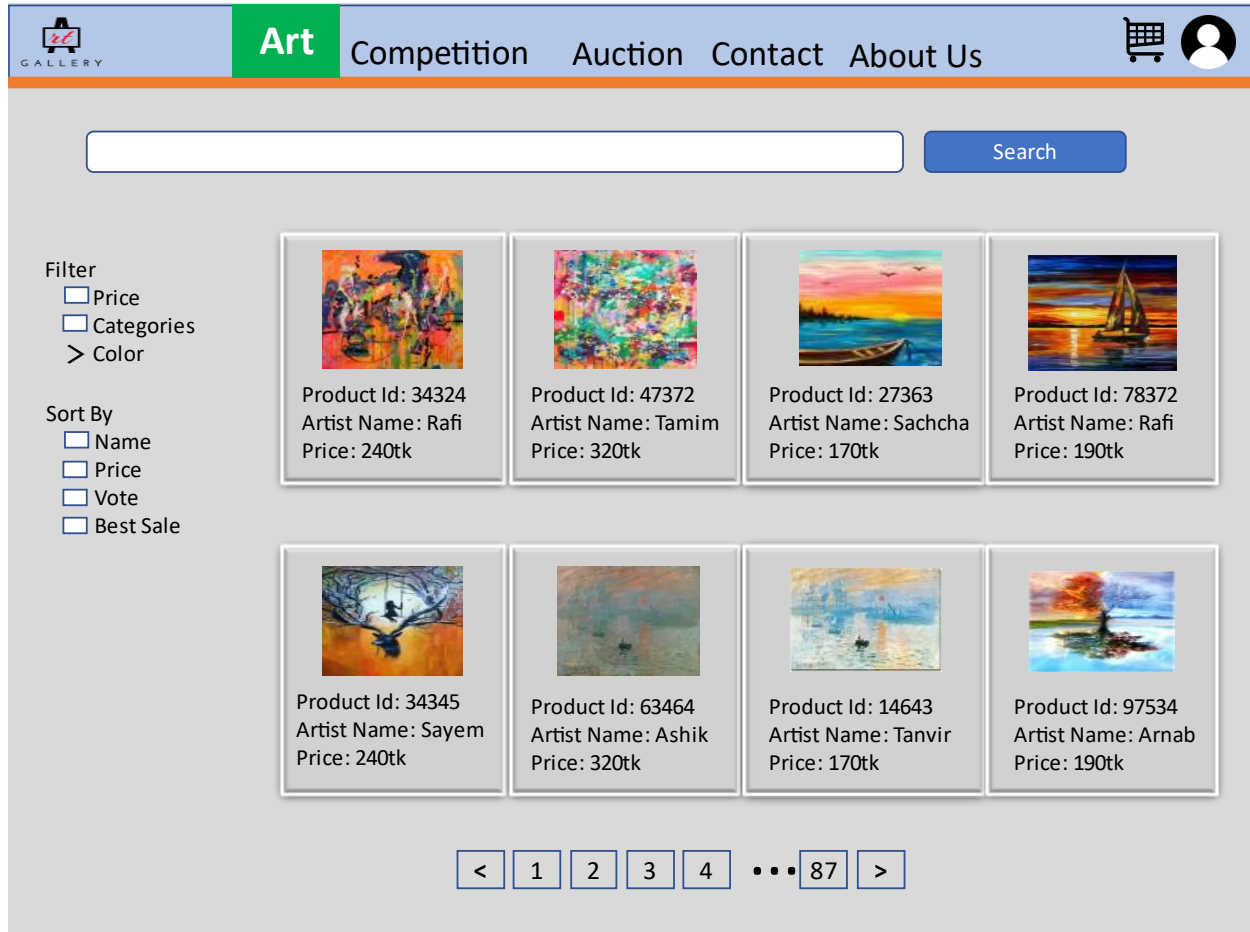 rt
GALLERY
Art
Competition
Auction
Contact
About Us
Search
Filter
Price
Categories
> Color
Sort By
Name
Price
Vote
Best Sale
Product Id: 34324
Artist Name: Rafi
Price: 240tk
Product Id: 47372
Artist Name: Tamim
Price: 320tk
Product Id: 27363
Artist Name: Sachcha
Price: 170tk
Product Id: 78372
Artist Name: Rafi
Price: 190tk
Product Id: 34345
Artist Name: Sayem
Price: 240tk
Product Id: 63464
Artist Name: Ashik
Price: 320tk
Product Id: 14643
Artist Name: Tanvir
Price: 170tk
Product Id: 97534
Artist Name: Arnab
Price: 190tk
< 1 2 3 4 ••• 87 >